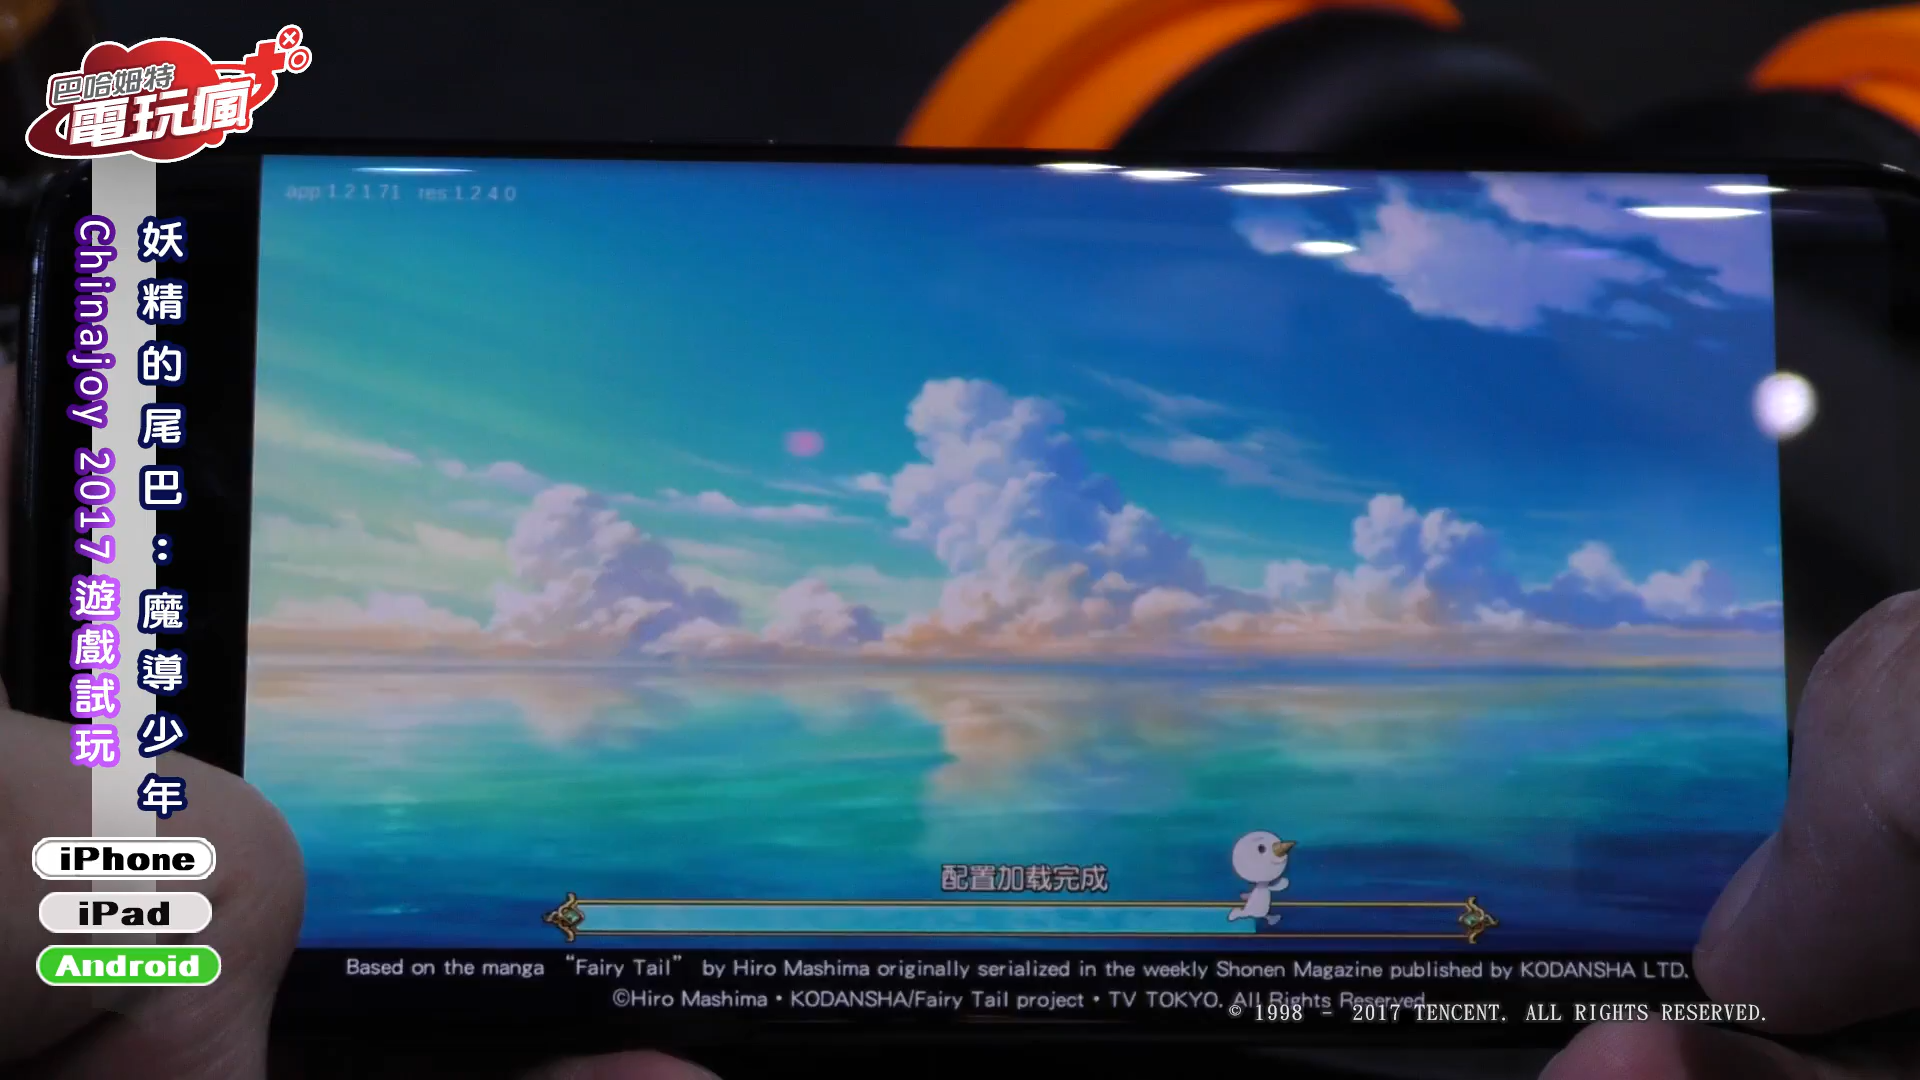 巴哈姆特
電玩瘋
妖精的尾巴：魔導少年
Chinajoy 2017 遊戲試玩
iPhone
iPad
Android
app:1.2.1.71 res:1.2.4.0
配置加载完成
Based on the manga “Fairy Tail” by Hiro Mashima originally serialized in the weekly Shonen Magazine published by KODANSHA LTD.
©Hiro Mashima・KODANSHA/Fairy Tail project・TV TOKYO. All Rights Reserved.
© 1998 - 2017 TENCENT. ALL RIGHTS RESERVED.